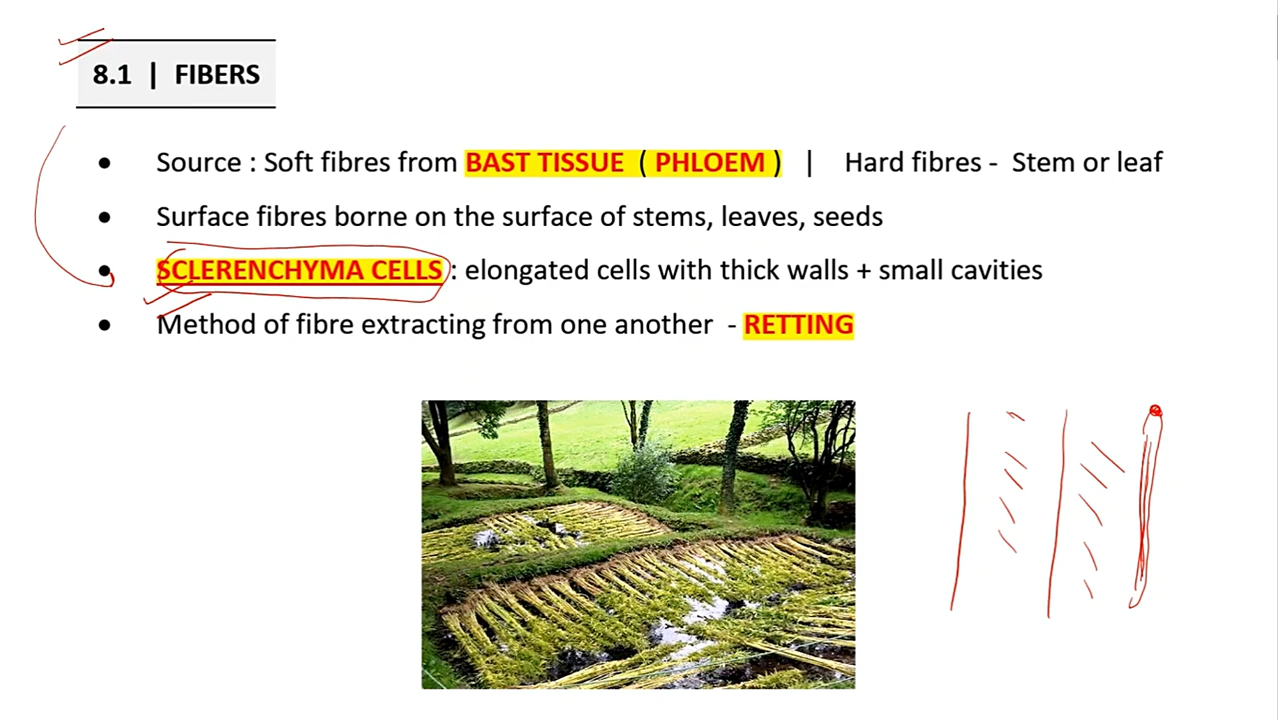 8.1 | FIBERS
• Source : Soft fibres from BAST TISSUE ( PHLOEM ) | Hard fibres - Stem or leaf
• Surface fibres borne on the surface of stems, leaves, seeds
• SCLERENCHYMA CELLS : elongated cells with thick walls + small cavities
• Method of fibre extracting from one another - RETTING